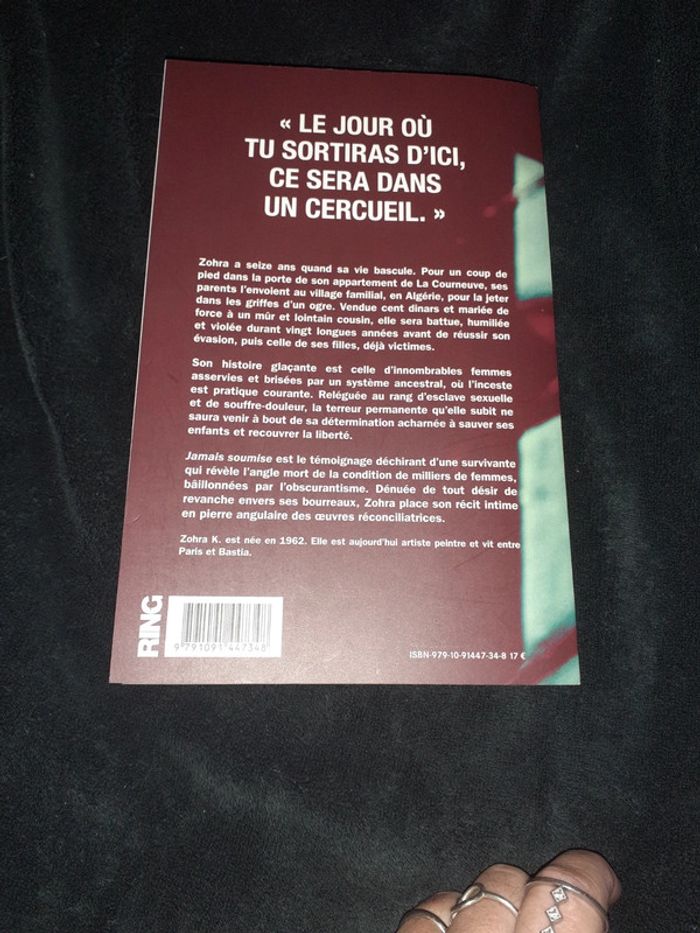 « LE JOUR OÙ
TU SORTIRAS D'ICI,
CE SERA DANS
UN CERCUEIL. »
Zohra a seize ans quand sa vie bascule. Pour un coup de
pied dans la porte de son appartement de La Courneuve, ses
parents l'envoient au village familial, en Algérie, pour la jeter
dans les griffes d'un ogre. Vendue cent dinars et mariée de
force à un mûr et lointain cousin, elle sera battue, humiliée
et violée durant vingt longues années avant de réussir son
évasion, puis celle de ses filles, déjà victimes.
Son histoire glaçante est celle d'innombrables femmes
asservies et brisées par un système ancestral, où l'inceste
est pratique courante. Reléguée au rang d'esclave sexuelle
et de souffre-douleur, la terreur permanente qu'elle subit ne
saura venir à bout de sa détermination acharnée à sauver ses
enfants et recouvrer la liberté.
Jamais soumise est le témoignage déchirant d'une survivante
qui révèle l'angle mort de la condition de milliers de femmes,
bâillonnées par l'obscurantisme. Dénuée de tout désir de
revanche envers ses bourreaux, Zohra place son récit intime
en pierre angulaire des œuvres réconciliatrices.
Zohra K. est née en 1962. Elle est aujourd'hui artiste peintre et vit entre
Paris et Bastia.
RING
9 791091 447348
ISBN-979-10-91447-34-8 17 €